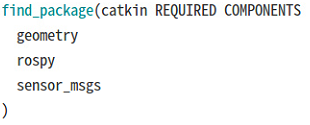 find_package(catkin REQUIRED COMPONENTS
  geometry
  rospy
  sensor_msgs
)